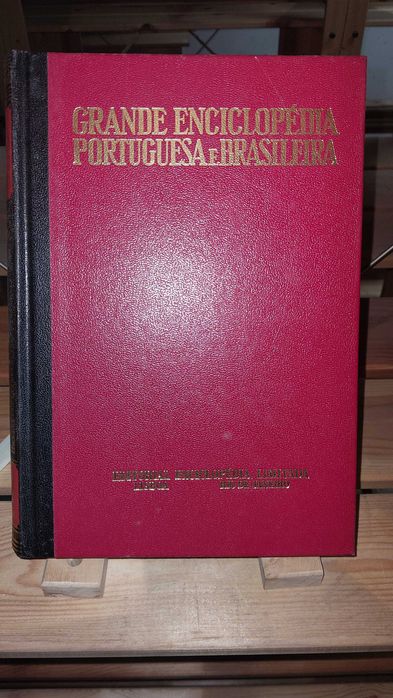 GRANDE ENCICLOPÉDIA
PORTUGUESA E BRASILEIRA
EDITORIAL ENCICLOPÉDIA, LIMITADA
LISBOA RIO DE JANEIRO